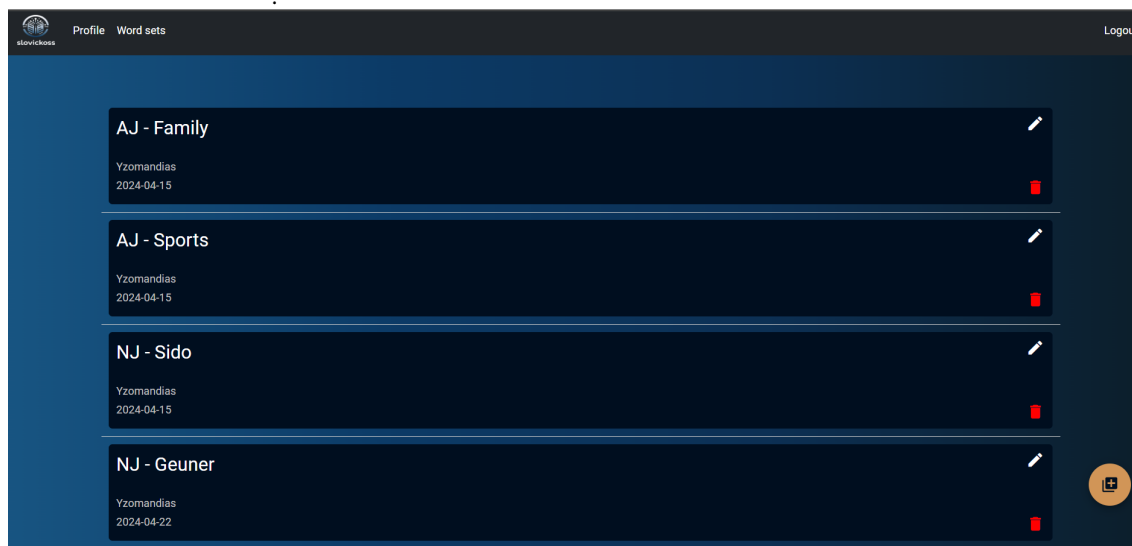 slovickoss
Profile Word sets
Logou
AJ - Family
Yzomandias
2024-04-15
AJ - Sports
Yzomandias
2024-04-15
NJ - Sido
Yzomandias
2024-04-15
NJ - Geuner
Yzomandias
2024-04-22